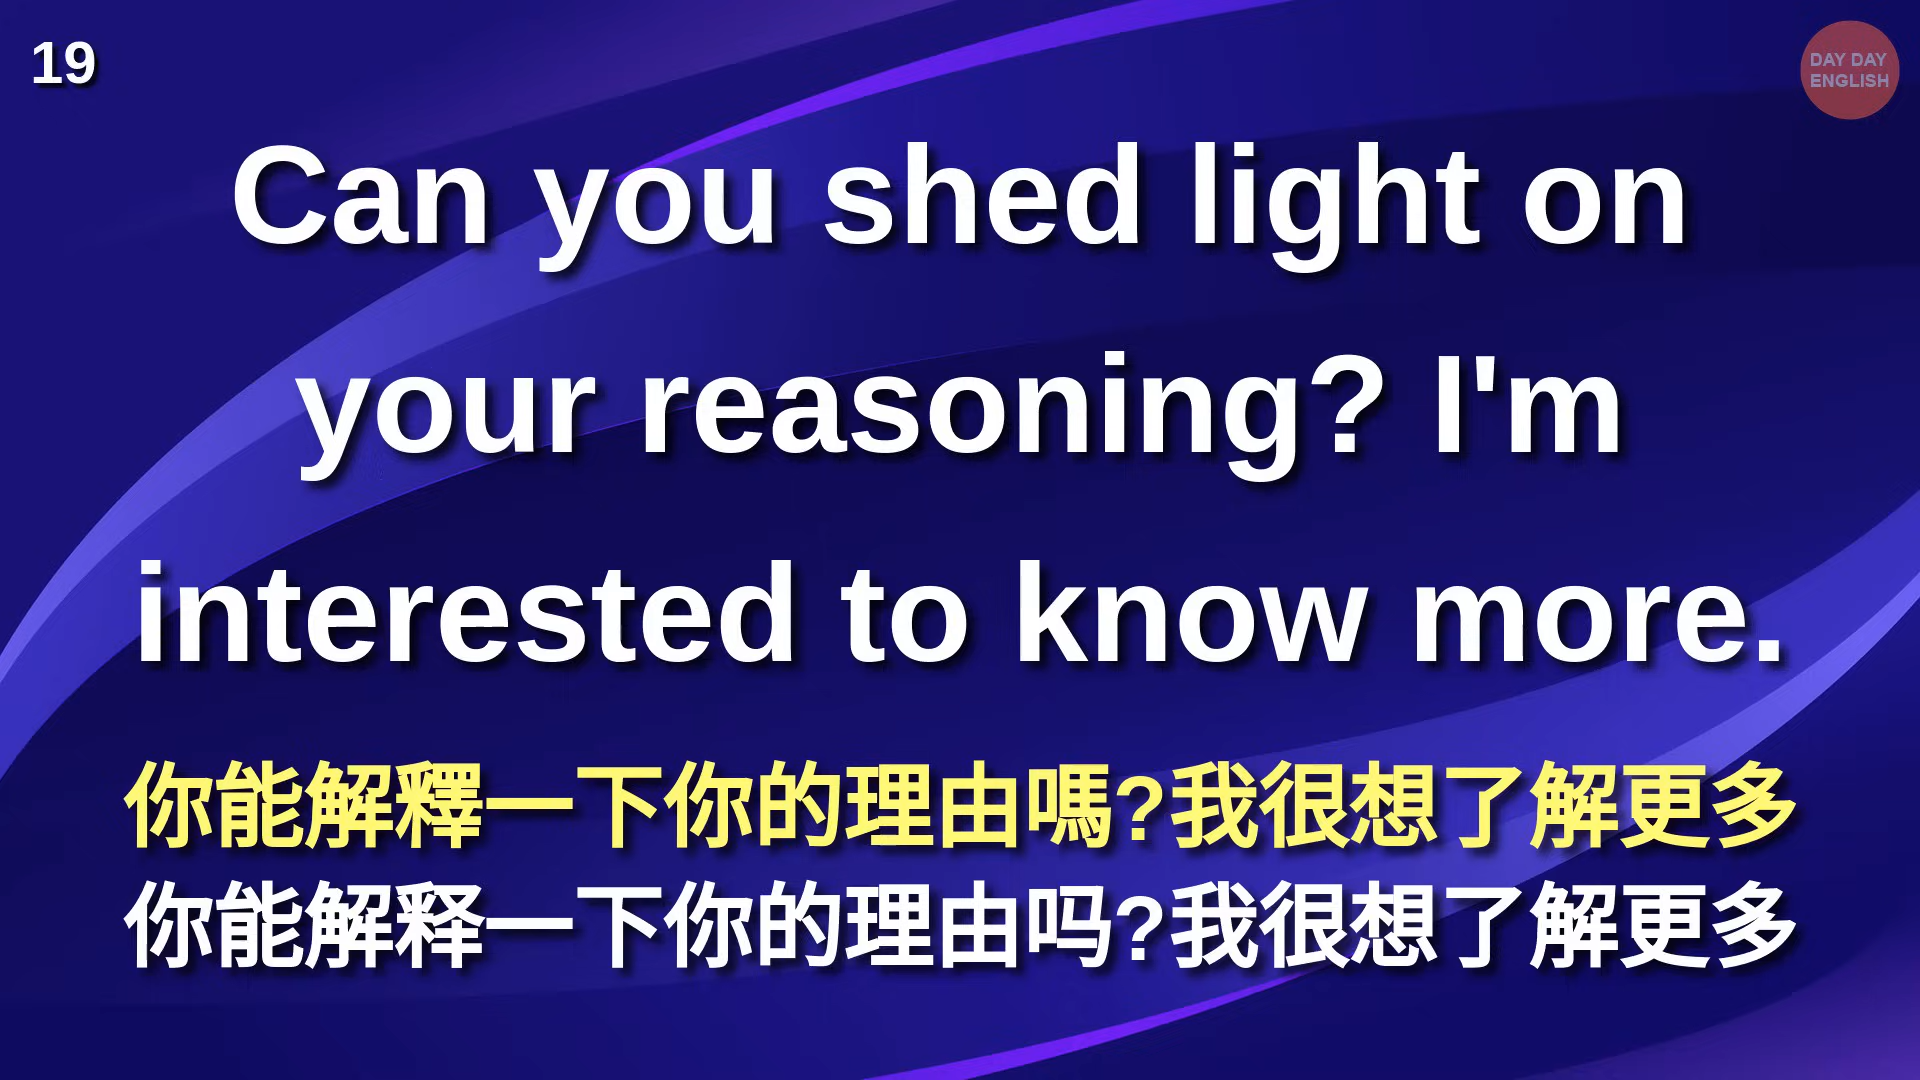 19
DAY DAY
ENGLISH
Can you shed light on
your reasoning? I'm
interested to know more.
你能解釋一下你的理由嗎?我很想了解更多
你能解释一下你的理由吗?我很想了解更多